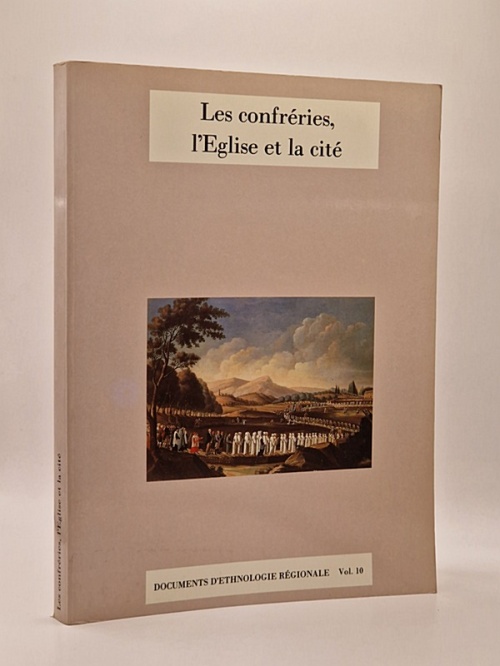 Les confréries,
l'Eglise et la cité
DOCUMENTS D'ETHNOLOGIE RÉGIONALE Vol. 10
Les confréries, l'Eglise et la cité